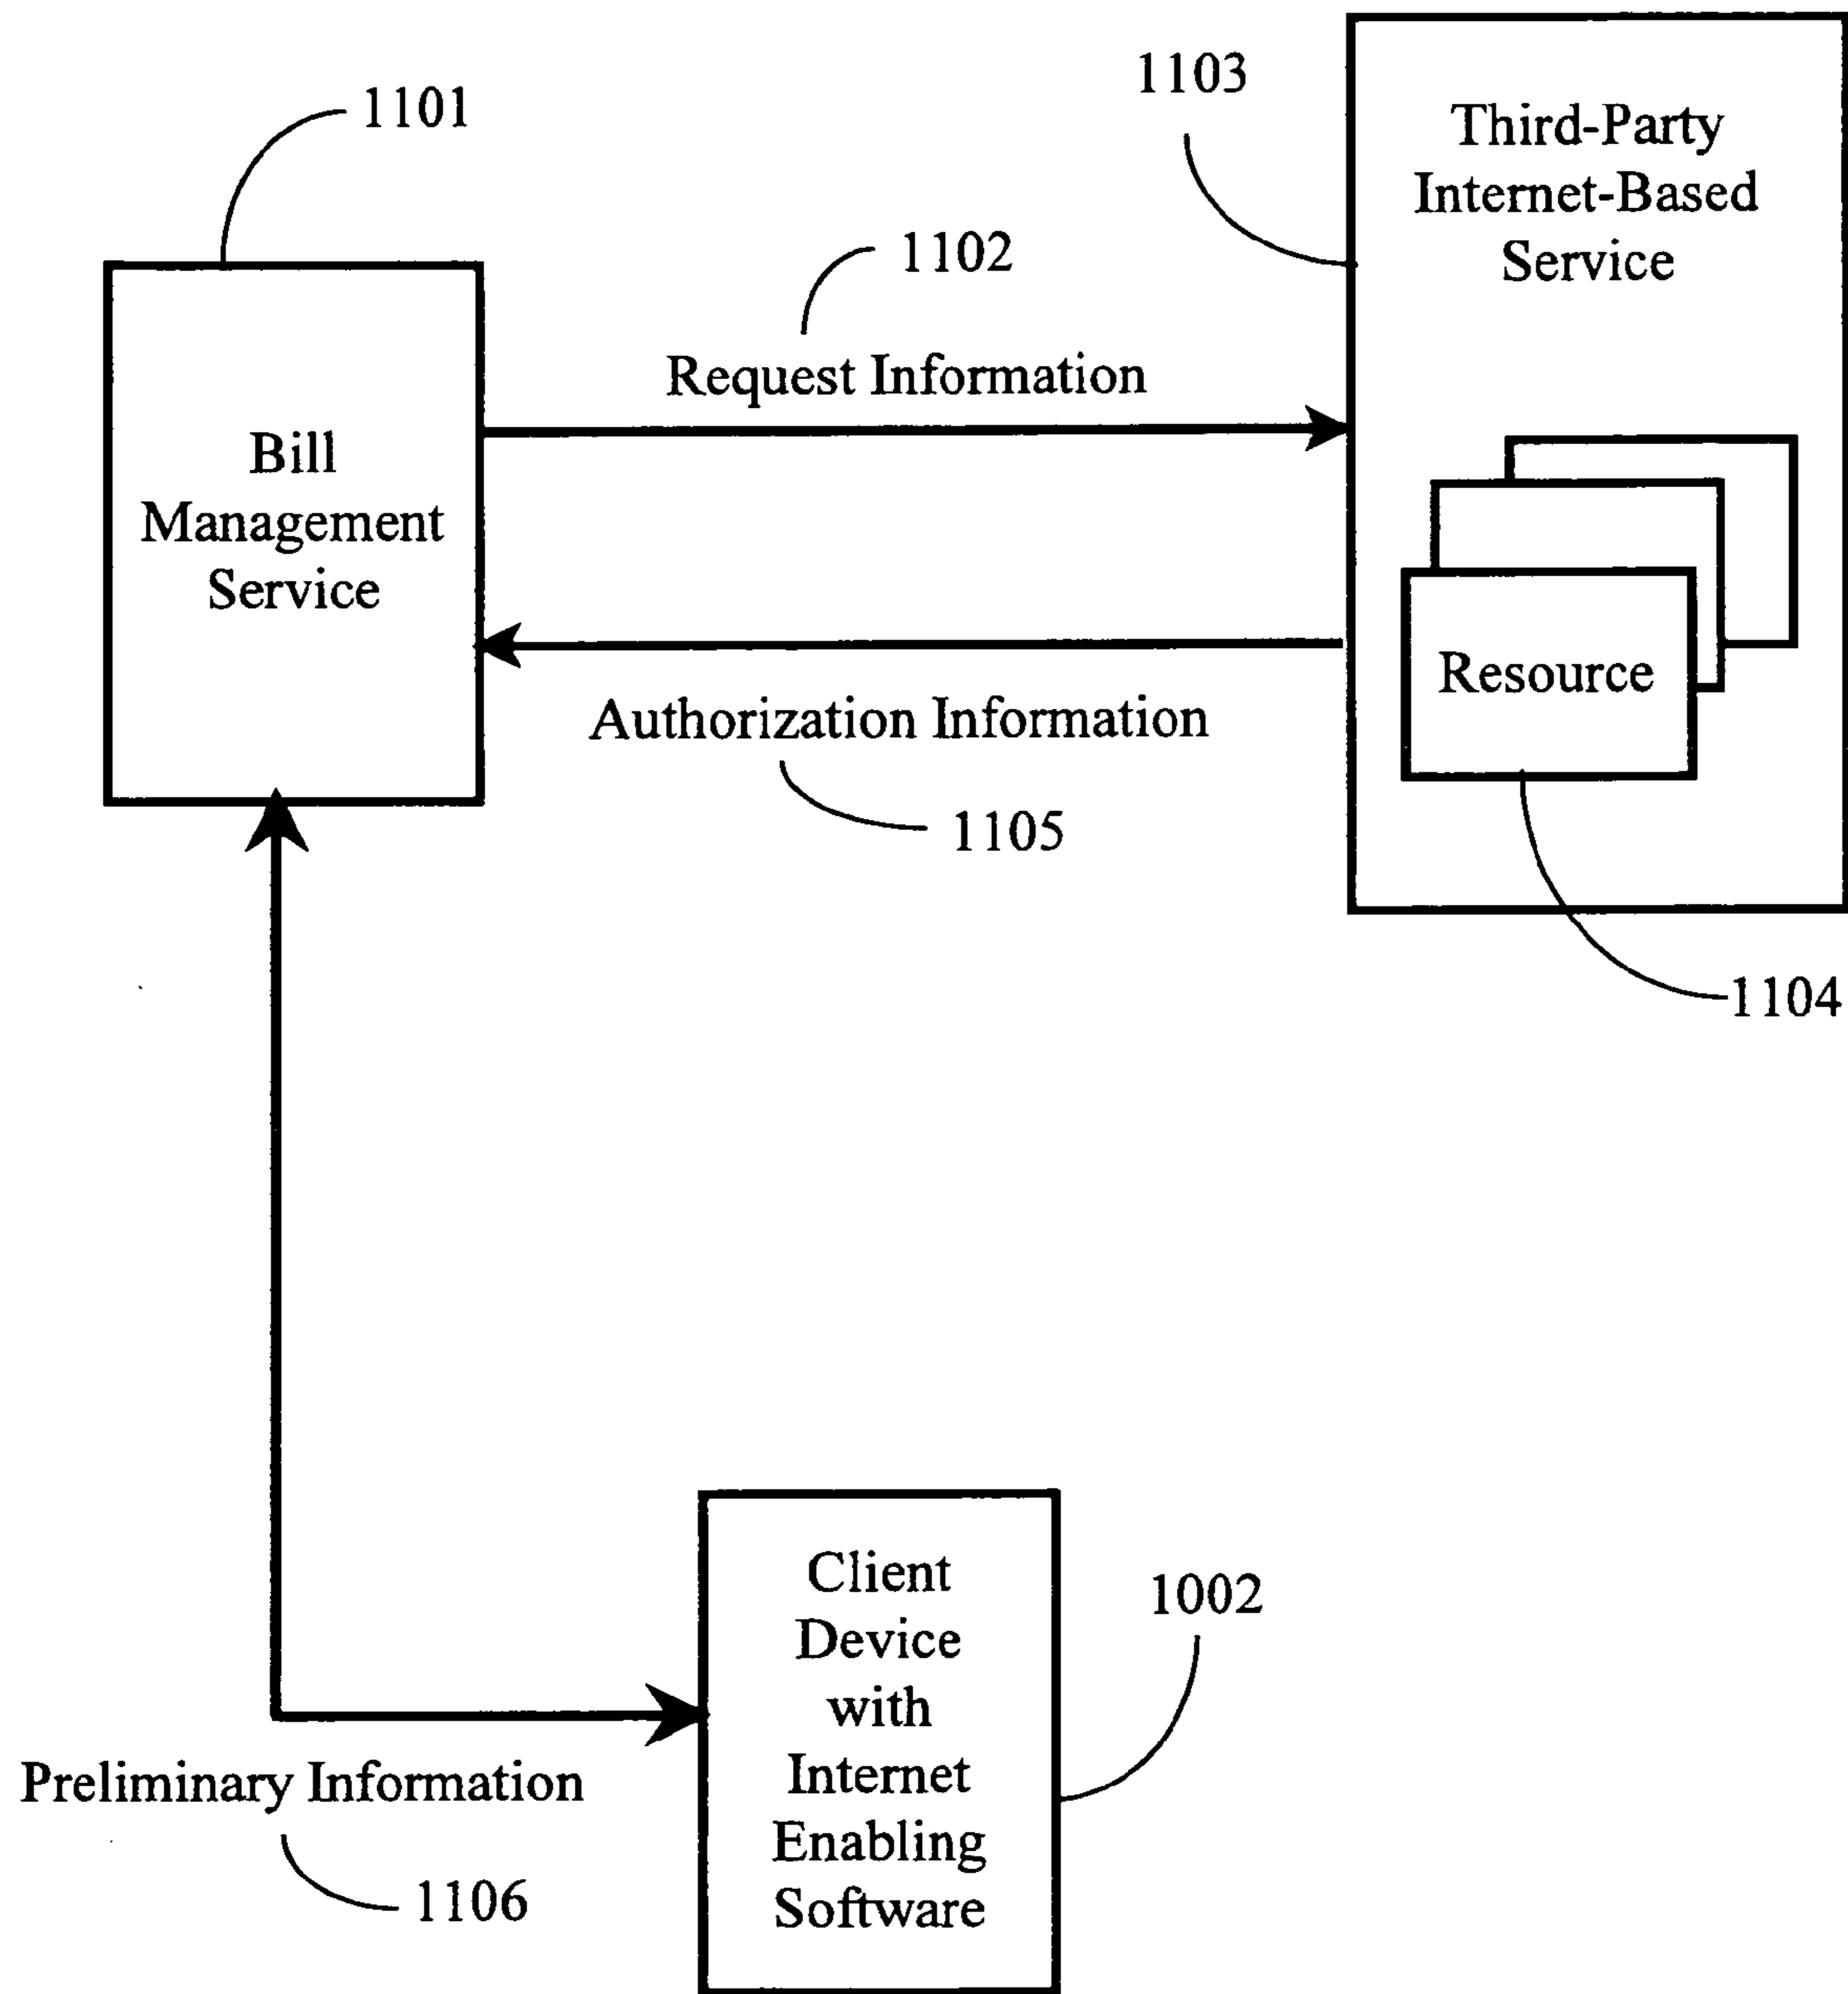 1101
1103
Third-Party
Internet-Based
Service
1102
Request Information
Bill
Management
Service
Resource
Authorization Information
1105
1104
Client
Device
with
Internet
Enabling
Software
1002
Preliminary Information
1106